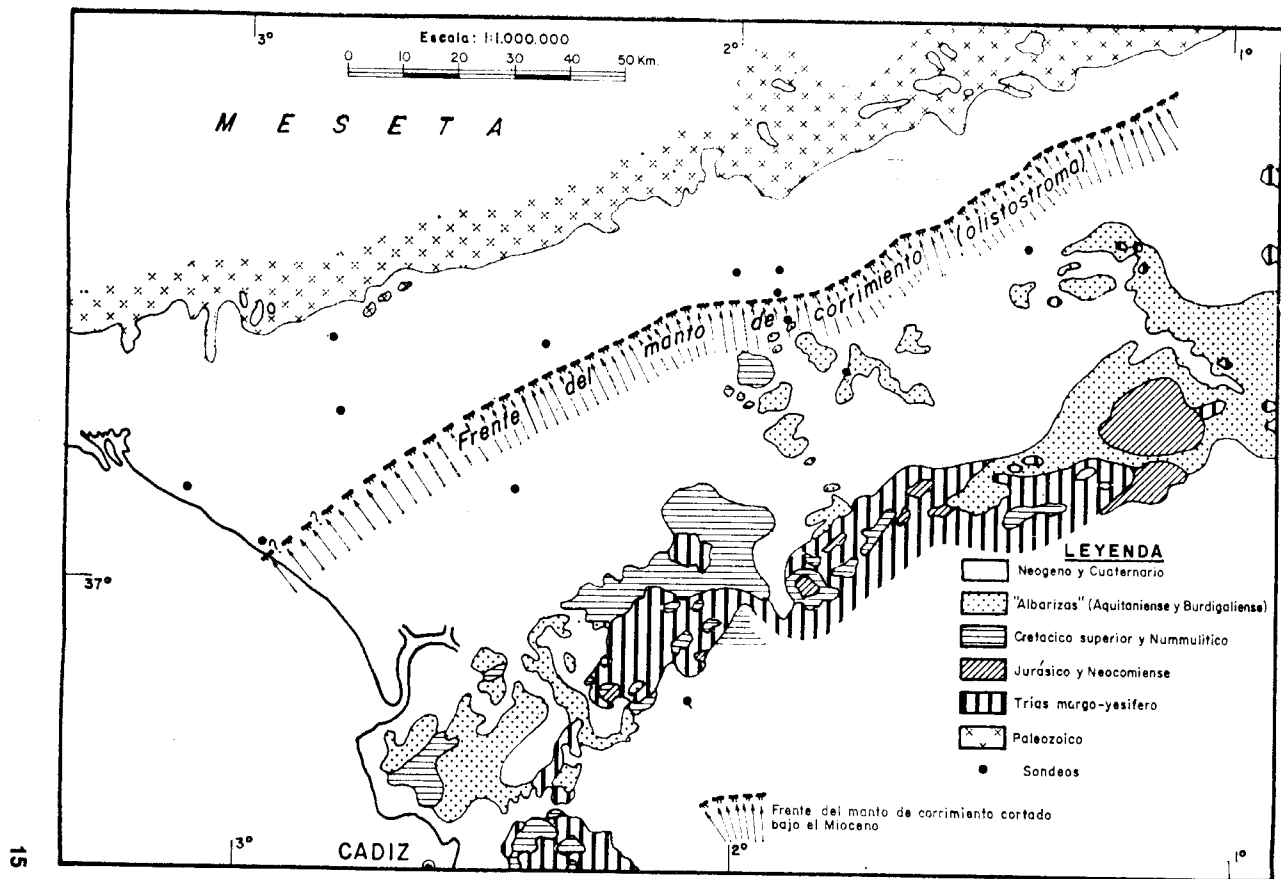 3° 2° 1°
Escala: 1:1.000.000
0 10 20 30 40 50 Km.
MESETA
Frente del manto de corrimiento (olistostroma)
?
?
37°
LEYENDA
Neogeno y Cuaternario
"Albarizas" (Aquitaniense y Burdigaliense)
Cretacico superior y Nummulitico
Jurásico y Neocomiense
Trias margo-yesifero
Paleozoico
Sondeos
Frente del manto de corrimiento cortado
bajo el Mioceno
CADIZ
3° 2° 1°
15